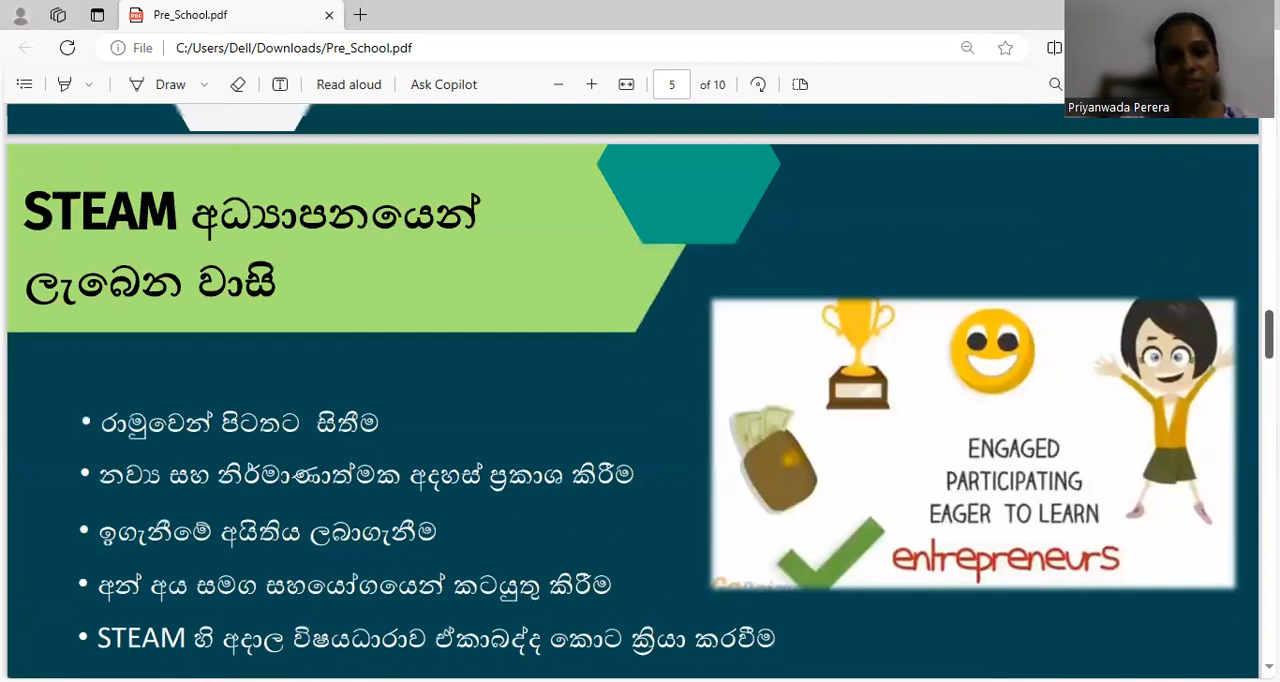 Pre_School.pdf
File
C:/Users/Dell/Downloads/Pre_School.pdf
Draw
Read aloud
Ask Copilot
5 of 10
Priyanwada Perera
STEAM අධ්‍යාපනයෙන්
ලැබෙන වාසි
• රාමුවෙන් පිටතට සිතීම
• නව්‍ය සහ නිර්මාණාත්මක අදහස් ප්‍රකාශ කිරීම
• ඉගැනීමේ අයිතිය ලබාගැනීම
• අන් අය සමග සහයෝගයෙන් කටයුතු කිරීම
• STEAM හි අදාල විෂයධාරාව ඒකාබද්ද කොට ක්‍රියා කරවීම
ENGAGED
PARTICIPATING
EAGER TO LEARN
entrepreneurs